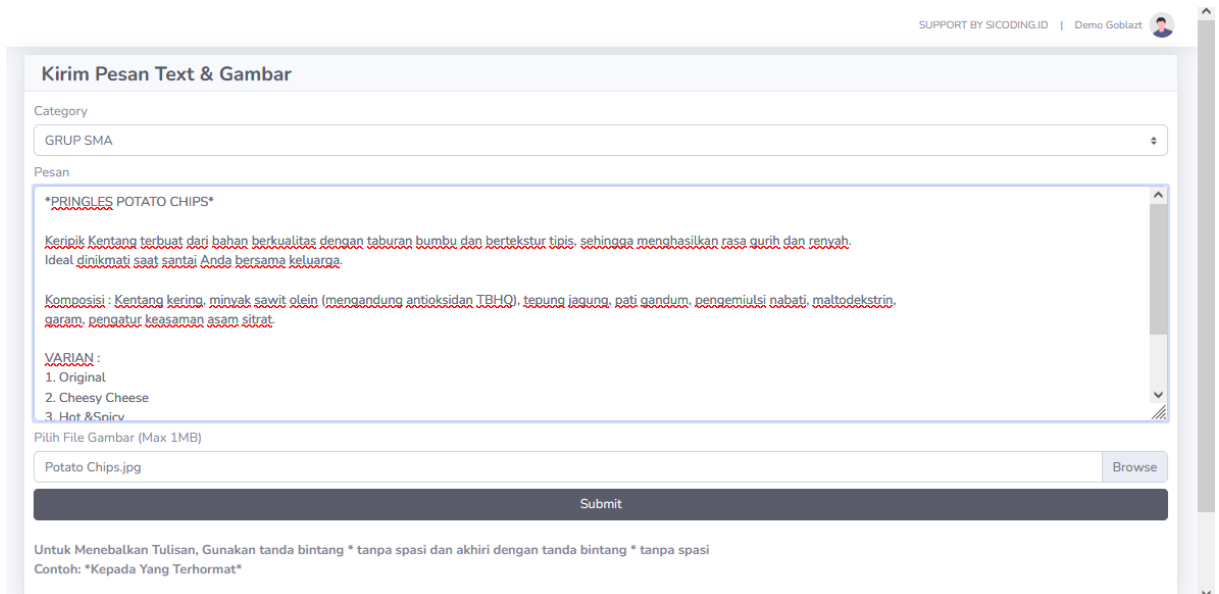 SUPPORT BY SICODING.ID | Demo Goblazt
Kirim Pesan Text & Gambar
Category
GRUP SMA
Pesan
*PRINGLES POTATO CHIPS*
Keripik Kentang terbuat dari bahan berkualitas dengan taburan bumbu dan bertekstur tipis, sehingga menghasilkan rasa gurih dan renyah.
Ideal dinikmati saat santai Anda bersama keluarga.
Komposisi : Kentang kering, minyak sawit olein (mengandung antioksidan TBHQ), tepung jagung, pati gandum, pengemiulsi nabati, maltodekstrin,
garam, pengatur keasaman asam sitrat.
VARIAN :
1. Original
2. Cheesy Cheese
3. Hot &Spicy
Pilih File Gambar (Max 1MB)
Potato Chips.jpg Browse
Submit
Untuk Menebalkan Tulisan, Gunakan tanda bintang * tanpa spasi dan akhiri dengan tanda bintang * tanpa spasi
Contoh: *Kepada Yang Terhormat*